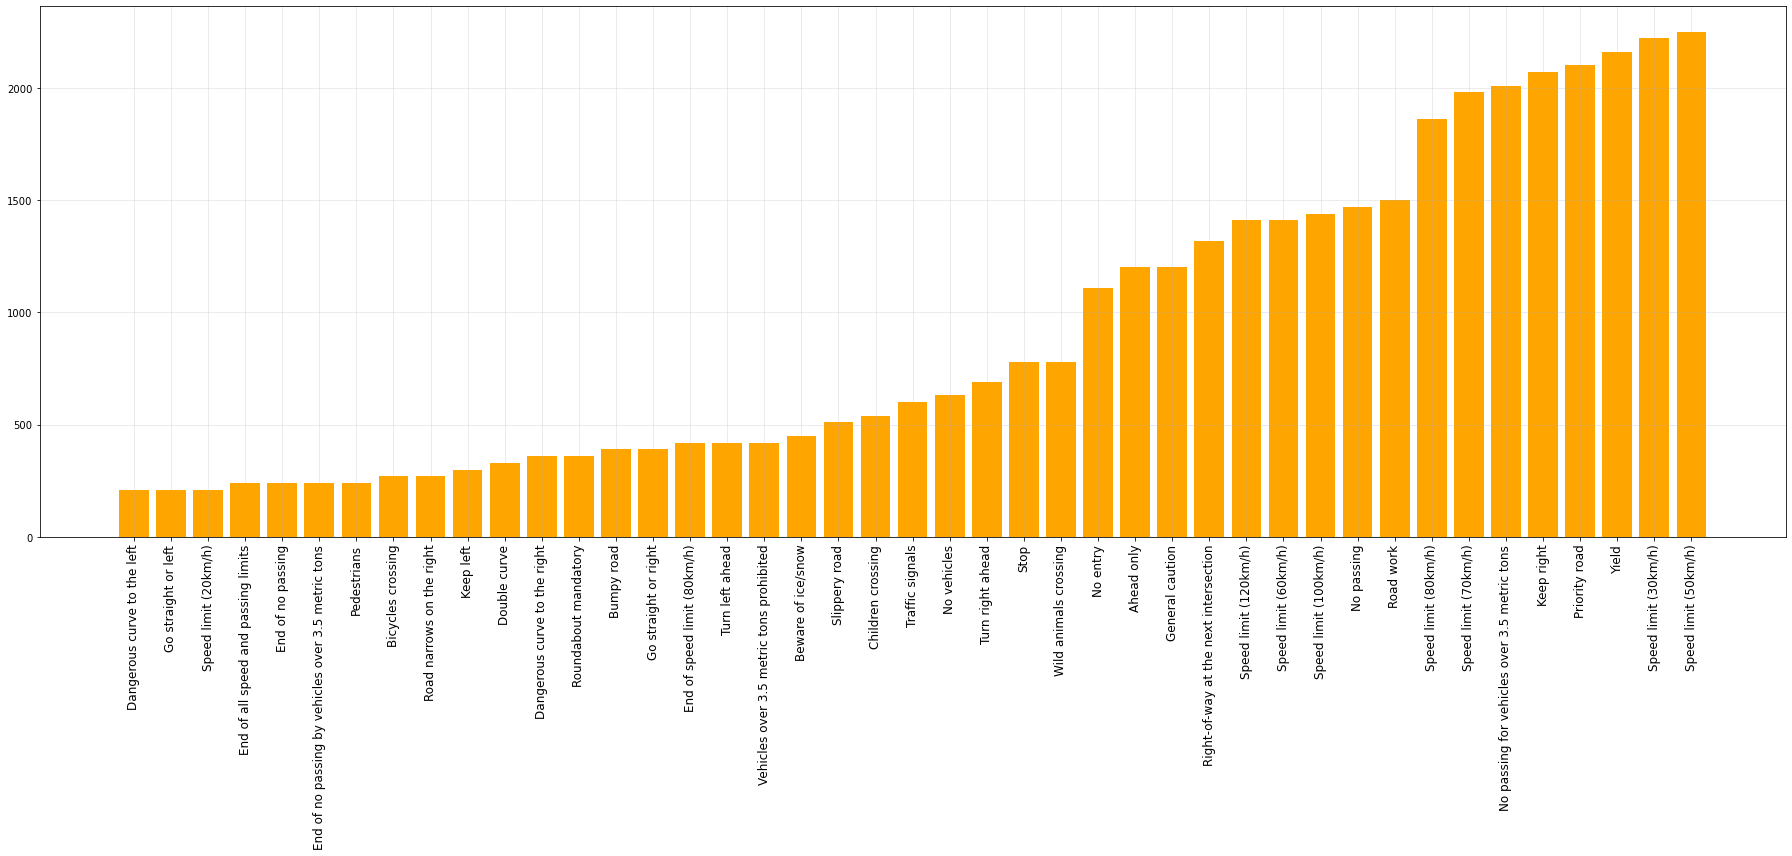 2000
1500
1000
500
0
Dangerous curve to the left
Go straight or left
Speed limit (20km/h)
End of all speed and passing limits
End of no passing
End of no passing by vehicles over 3.5 metric tons
Pedestrians
Bicycles crossing
Road narrows on the right
Keep left
Double curve
Dangerous curve to the right
Roundabout mandatory
Bumpy road
Go straight or right
End of speed limit (80km/h)
Turn left ahead
Vehicles over 3.5 metric tons prohibited
Beware of ice/snow
Slippery road
Children crossing
Traffic signals
No vehicles
Turn right ahead
Stop
Wild animals crossing
No entry
Ahead only
General caution
Right-of-way at the next intersection
Speed limit (120km/h)
Speed limit (60km/h)
Speed limit (100km/h)
No passing
Road work
Speed limit (80km/h)
Speed limit (70km/h)
No passing for vehicles over 3.5 metric tons
Keep right
Priority road
Yield
Speed limit (30km/h)
Speed limit (50km/h)